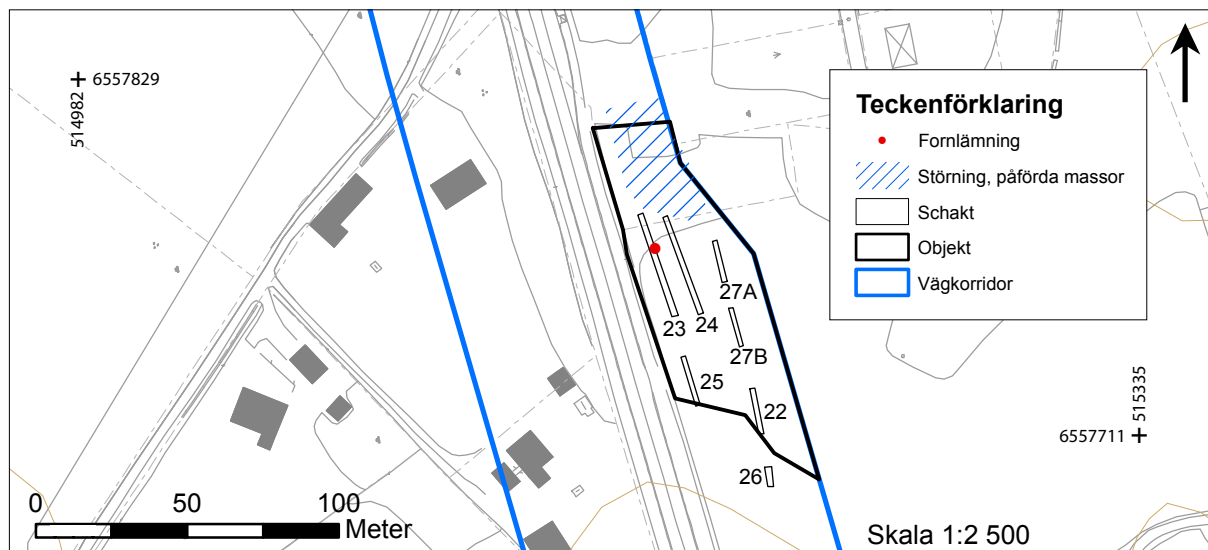 6557829
514982
Teckenförklaring
Fornlämning
Störning, påförda massor
Schakt
Objekt
Vägkorridor
27A
23
24
27B
25
22
26
515335
6557711
0 50 100
Meter
Skala 1:2 500